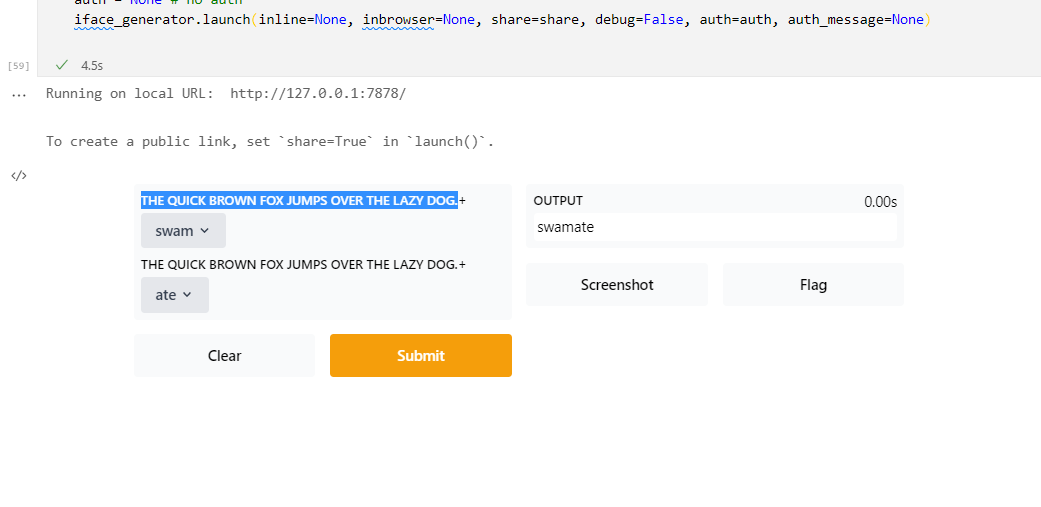 auth = None # no auth
iface_generator.launch(inline=None, inbrowser=None, share=share, debug=False, auth=auth, auth_message=None)
[59]
4.5s
... Running on local URL: http://127.0.0.1:7878/
To create a public link, set `share=True` in `launch()`.
</>
THE QUICK BROWN FOX JUMPS OVER THE LAZY DOG.+
swam
THE QUICK BROWN FOX JUMPS OVER THE LAZY DOG.+
ate
Clear
Submit
OUTPUT
0.00s
swamate
Screenshot
Flag